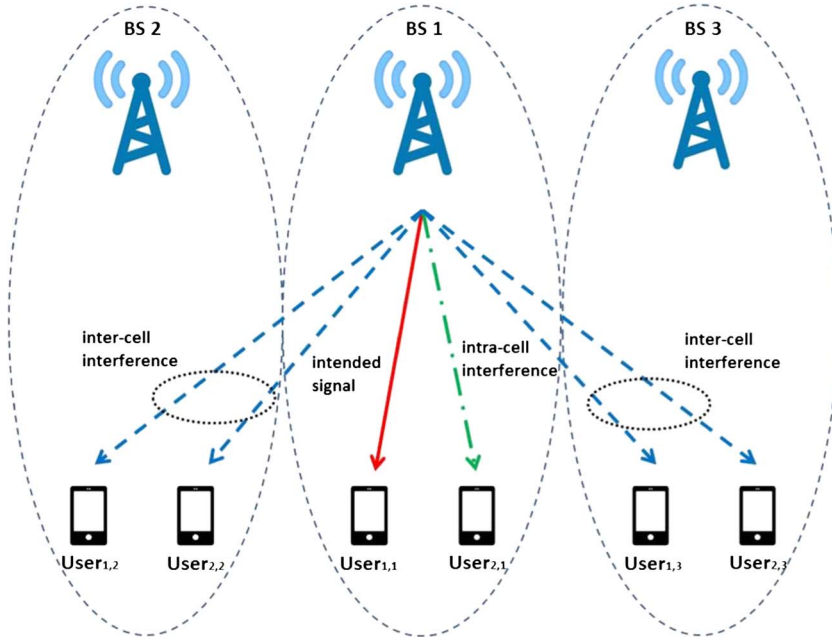 BS 2
BS 1
BS 3
inter-cell
interference
intended
signal
intra-cell
interference
inter-cell
interference
User1,2
User2,2
User1,1
User2,1
User1,3
User2,3